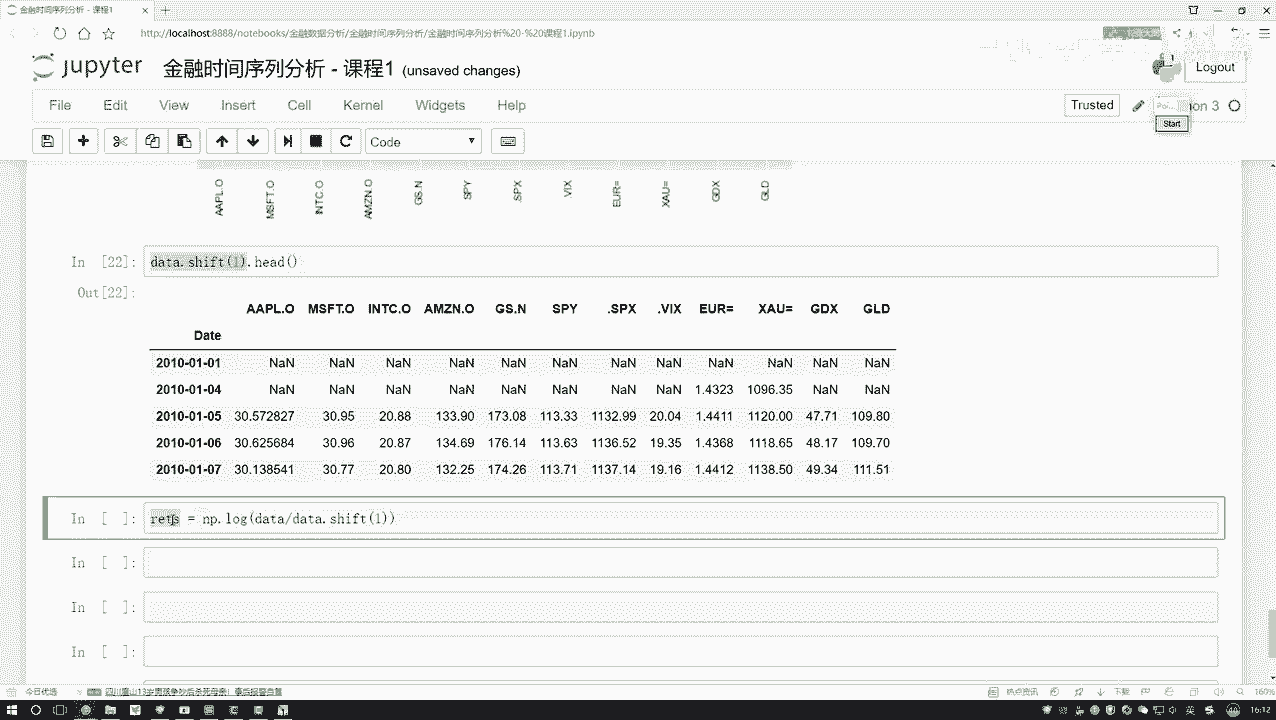 金融时间序列分析 - 课程1
http://localhost:8888/notebooks/金融数据分析/金融时间序列分析/金融时间序列分析%20-%20课程1.ipynb
jupyter 金融时间序列分析 - 课程1 (unsaved changes)
Logout
File Edit View Insert Cell Kernel Widgets Help
Trusted
Start
Code
AAPL.O MSFT.O INTC.O AMZN.O GS.N SPY .SPX .VIX EUR= XAU= GDX GLD
In [22]: data.shift(1).head()
Out[22]:
AAPL.O MSFT.O INTC.O AMZN.O GS.N SPY .SPX .VIX EUR= XAU= GDX GLD
Date
2010-01-01 NaN NaN NaN NaN NaN NaN NaN NaN NaN NaN NaN NaN
2010-01-04 NaN NaN NaN NaN NaN NaN NaN NaN 1.4323 1096.35 NaN NaN
2010-01-05 30.572827 30.95 20.88 133.90 173.08 113.33 1132.99 20.04 1.4411 1120.00 47.71 109.80
2010-01-06 30.625684 30.96 20.87 134.69 176.14 113.63 1136.52 19.35 1.4368 1118.65 48.17 109.70
2010-01-07 30.138541 30.77 20.80 132.25 174.26 113.71 1137.14 19.16 1.4412 1138.50 49.34 111.51
In [ ]: rets = np.log(data/data.shift(1))
In [ ]:
In [ ]:
In [ ]:
今日优选
热点资讯
下载
160%
英
16:12